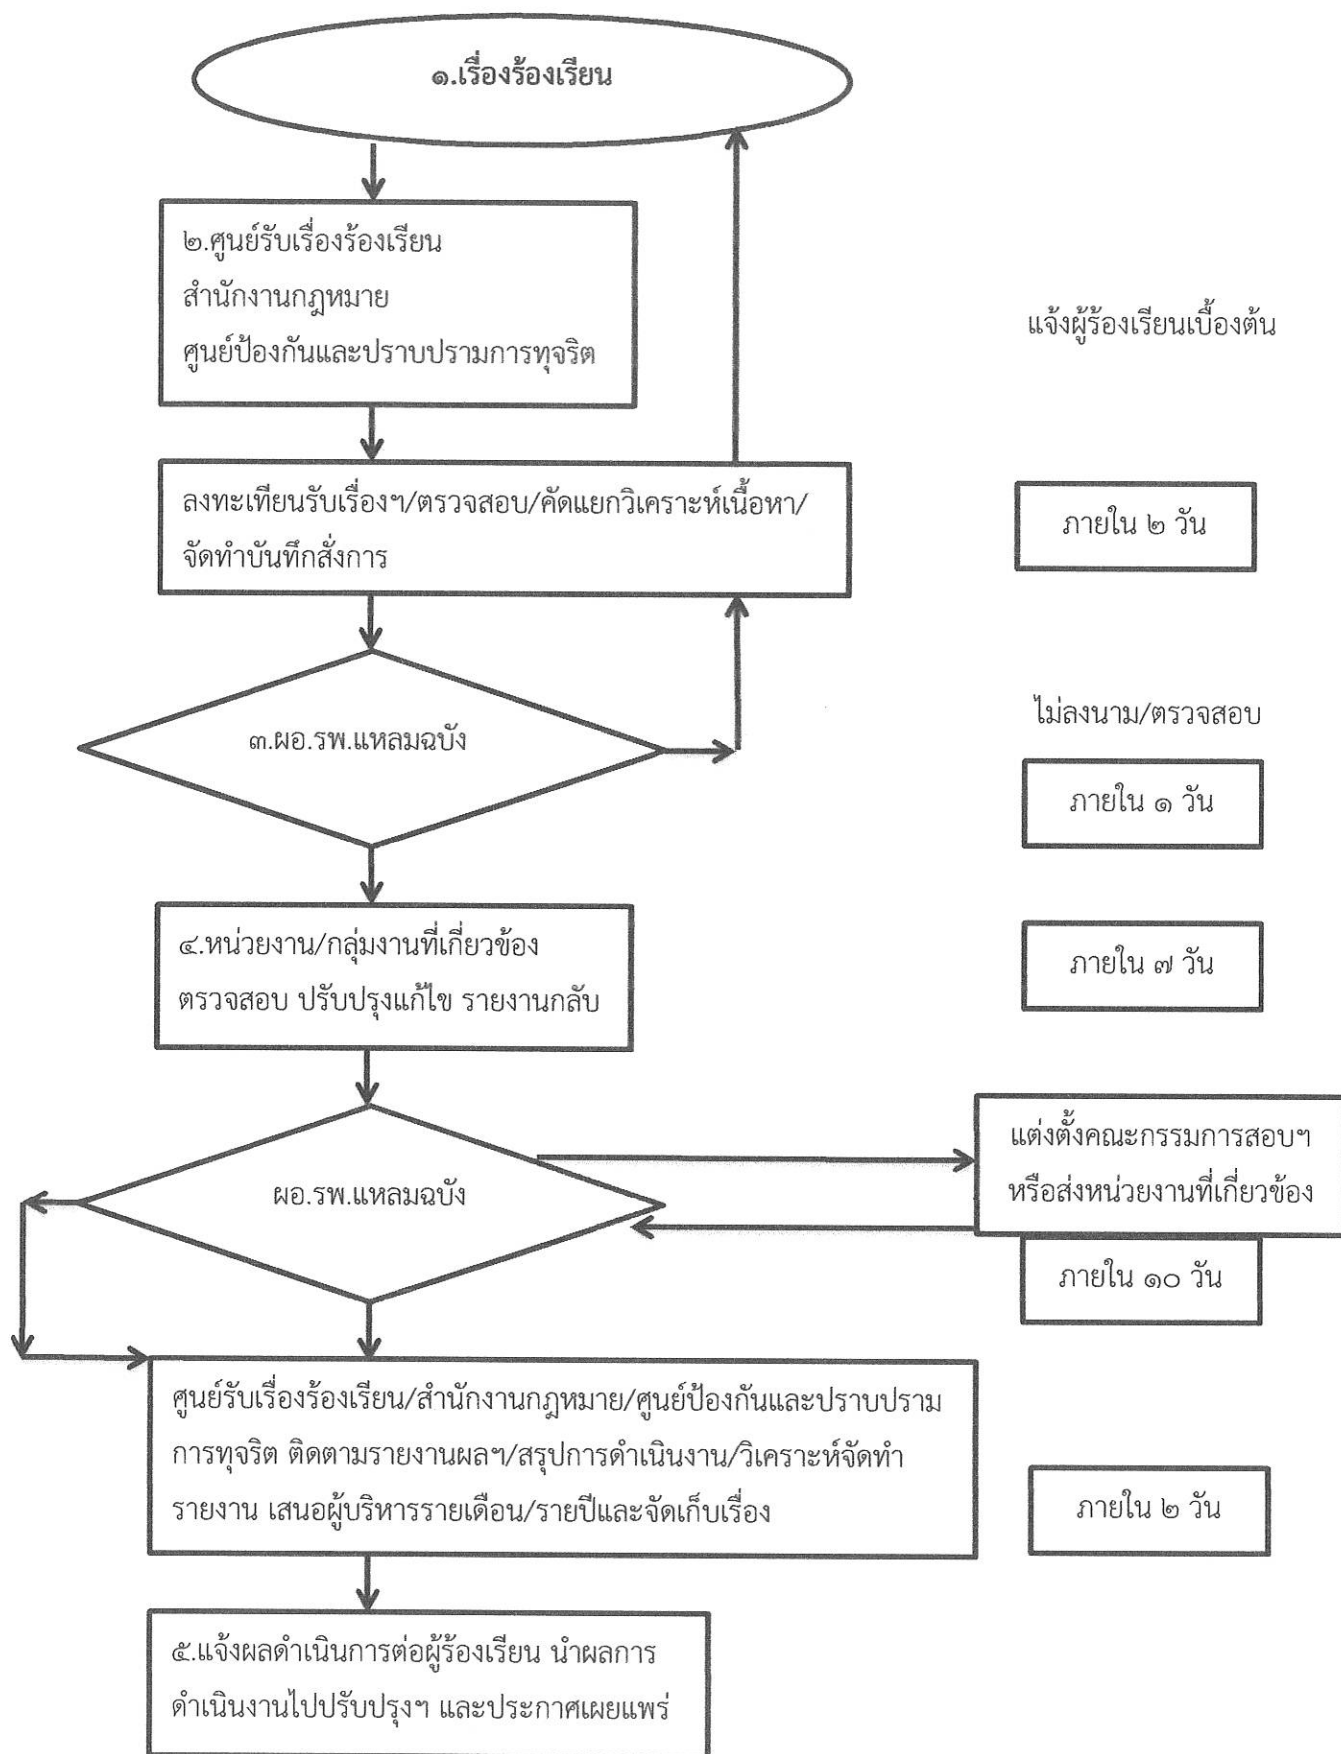 ๑.เรื่องร้องเรียน
๒.ศูนย์รับเรื่องร้องเรียน
สำนักงานกฎหมาย
ศูนย์ป้องกันและปราบปรามการทุจริต
แจ้งผู้ร้องเรียนเบื้องต้น
ลงทะเทียนรับเรื่องฯ/ตรวจสอบ/คัดแยกวิเคราะห์เนื้อหา/
จัดทำบันทึกสั่งการ
ภายใน ๒ วัน
๓.ผอ.รพ.แหลมฉบัง
ไม่ลงนาม/ตรวจสอบ
ภายใน ๑ วัน
๔.หน่วยงาน/กลุ่มงานที่เกี่ยวข้อง
ตรวจสอบ ปรับปรุงแก้ไข รายงานกลับ
ภายใน ๗ วัน
ผอ.รพ.แหลมฉบัง
แต่งตั้งคณะกรรมการสอบฯ
หรือส่งหน่วยงานที่เกี่ยวข้อง
ภายใน ๑๐ วัน
ศูนย์รับเรื่องร้องเรียน/สำนักงานกฎหมาย/ศูนย์ป้องกันและปราบปราม
การทุจริต ติดตามรายงานผลฯ/สรุปการดำเนินงาน/วิเคราะห์จัดทำ
รายงาน เสนอผู้บริหารรายเดือน/รายปีและจัดเก็บเรื่อง
ภายใน ๒ วัน
๕.แจ้งผลดำเนินการต่อผู้ร้องเรียน นำผลการ
ดำเนินงานไปปรับปรุงฯ และประกาศเผยแพร่